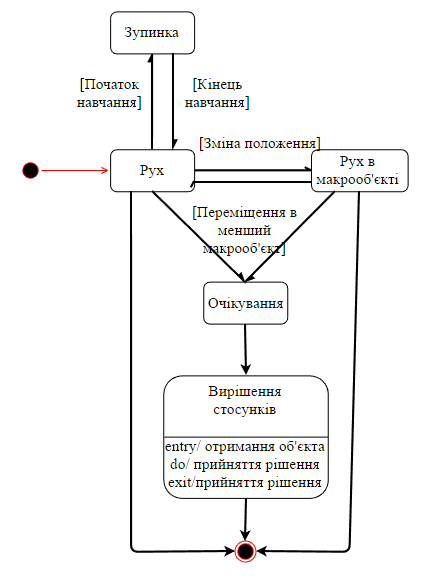 Зупинка
[Початок
навчання]
[Кінець
навчання]
[Зміна положення]
Рух
Рух в
макрооб'єкті
[Переміщення в
менший
макрооб'єкт]
Очікування
Вирішення
стосунків
entry/ отримання об'єкта
do/ прийняття рішення
exit/прийняття рішення